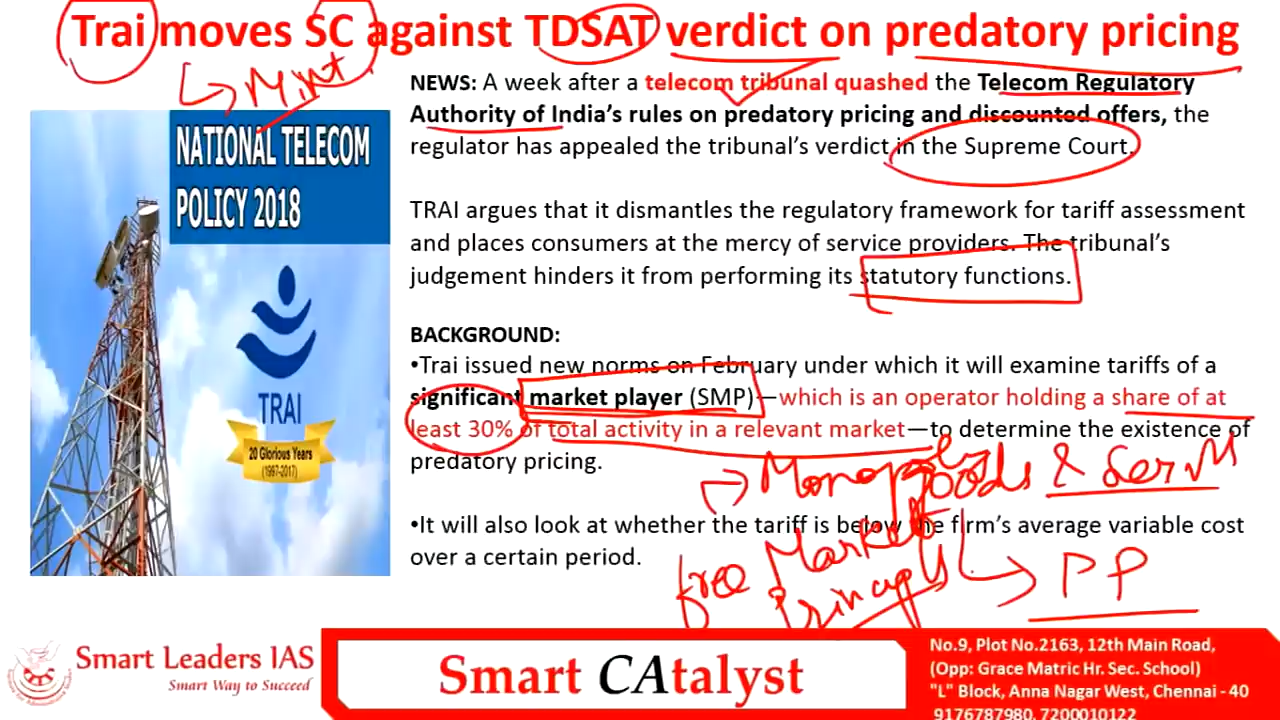 Trai moves SC against TDSAT verdict on predatory pricing
Mint
NEWS: A week after a telecom tribunal quashed the Telecom Regulatory
Authority of India's rules on predatory pricing and discounted offers, the
regulator has appealed the tribunal's verdict in the Supreme Court.
NATIONAL TELECOM
POLICY 2018
TRAI
20 Glorious Years
(1997-2017)
TRAI argues that it dismantles the regulatory framework for tariff assessment
and places consumers at the mercy of service providers. The tribunal's
judgement hinders it from performing its statutory functions.
BACKGROUND:
•Trai issued new norms on February under which it will examine tariffs of a
significant market player (SMP)—which is an operator holding a share of at
least 30% of total activity in a relevant market—to determine the existence of
predatory pricing.
Monopoly goods & Serv
•It will also look at whether the tariff is below the firm's average variable cost
over a certain period.
free Market
PP
Smart Leaders IAS
Smart Way to Succeed
Smart CAtalyst
No.9, Plot No.2163, 12th Main Road,
(Opp: Grace Matric Hr. Sec. School)
"L" Block, Anna Nagar West, Chennai - 40
9176787980, 7200010122